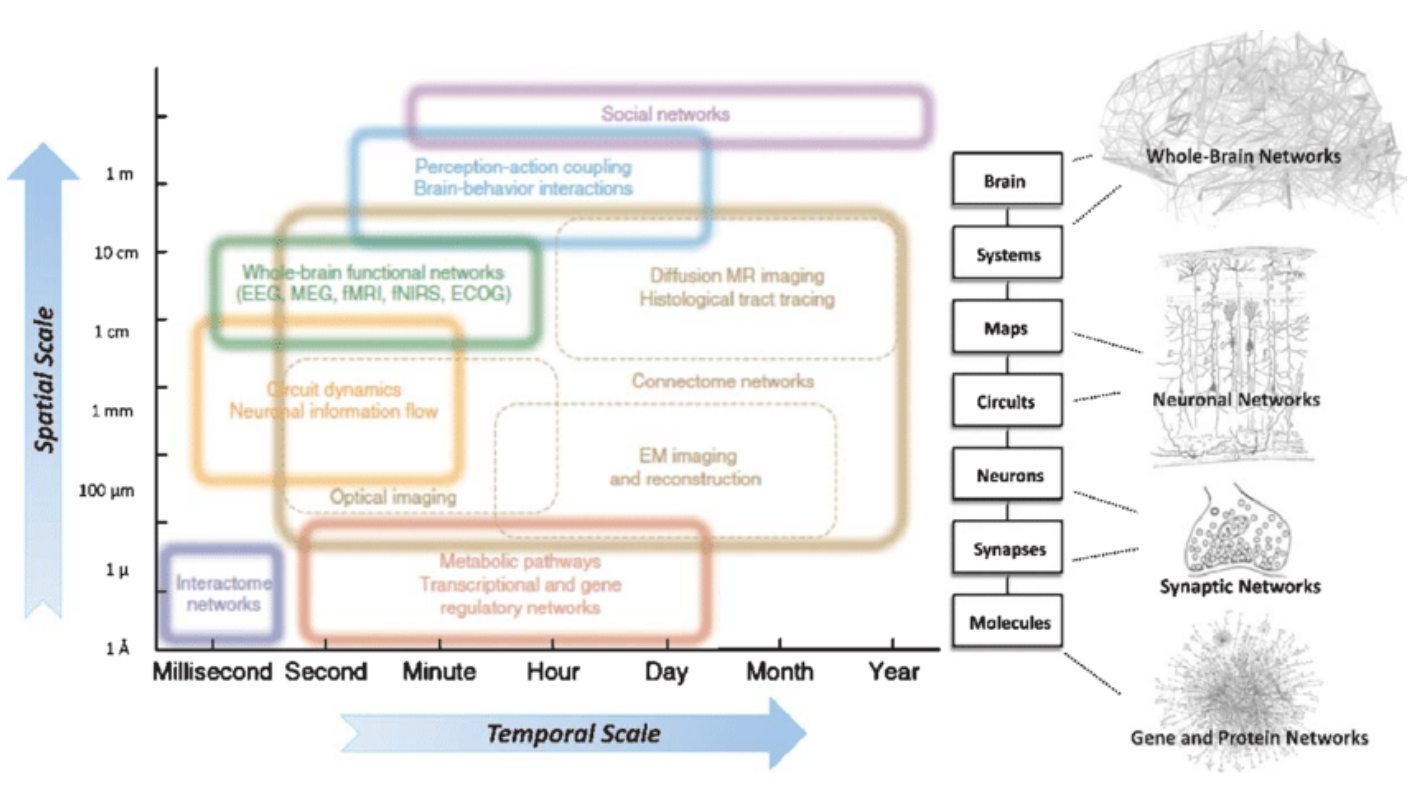 Social networks
Perception-action coupling
Brain-behavior interactions
Whole-brain functional networks
(EEG, MEG, fMRI, fNIRS, ECOG)
Diffusion MR imaging
Histological tract tracing
Circuit dynamics
Neuronal information flow
Connectome networks
EM imaging
and reconstruction
Optical imaging
Interactome
networks
Metabolic pathways
Transcriptional and gene
regulatory networks
Spatial Scale
1 m
10 cm
1 cm
1 mm
100 µm
1 µ
1 Å
Millisecond Second Minute Hour Day Month Year
Temporal Scale
Brain
Systems
Maps
Circuits
Neurons
Synapses
Molecules
Whole-Brain Networks
Neuronal Networks
Synaptic Networks
Gene and Protein Networks